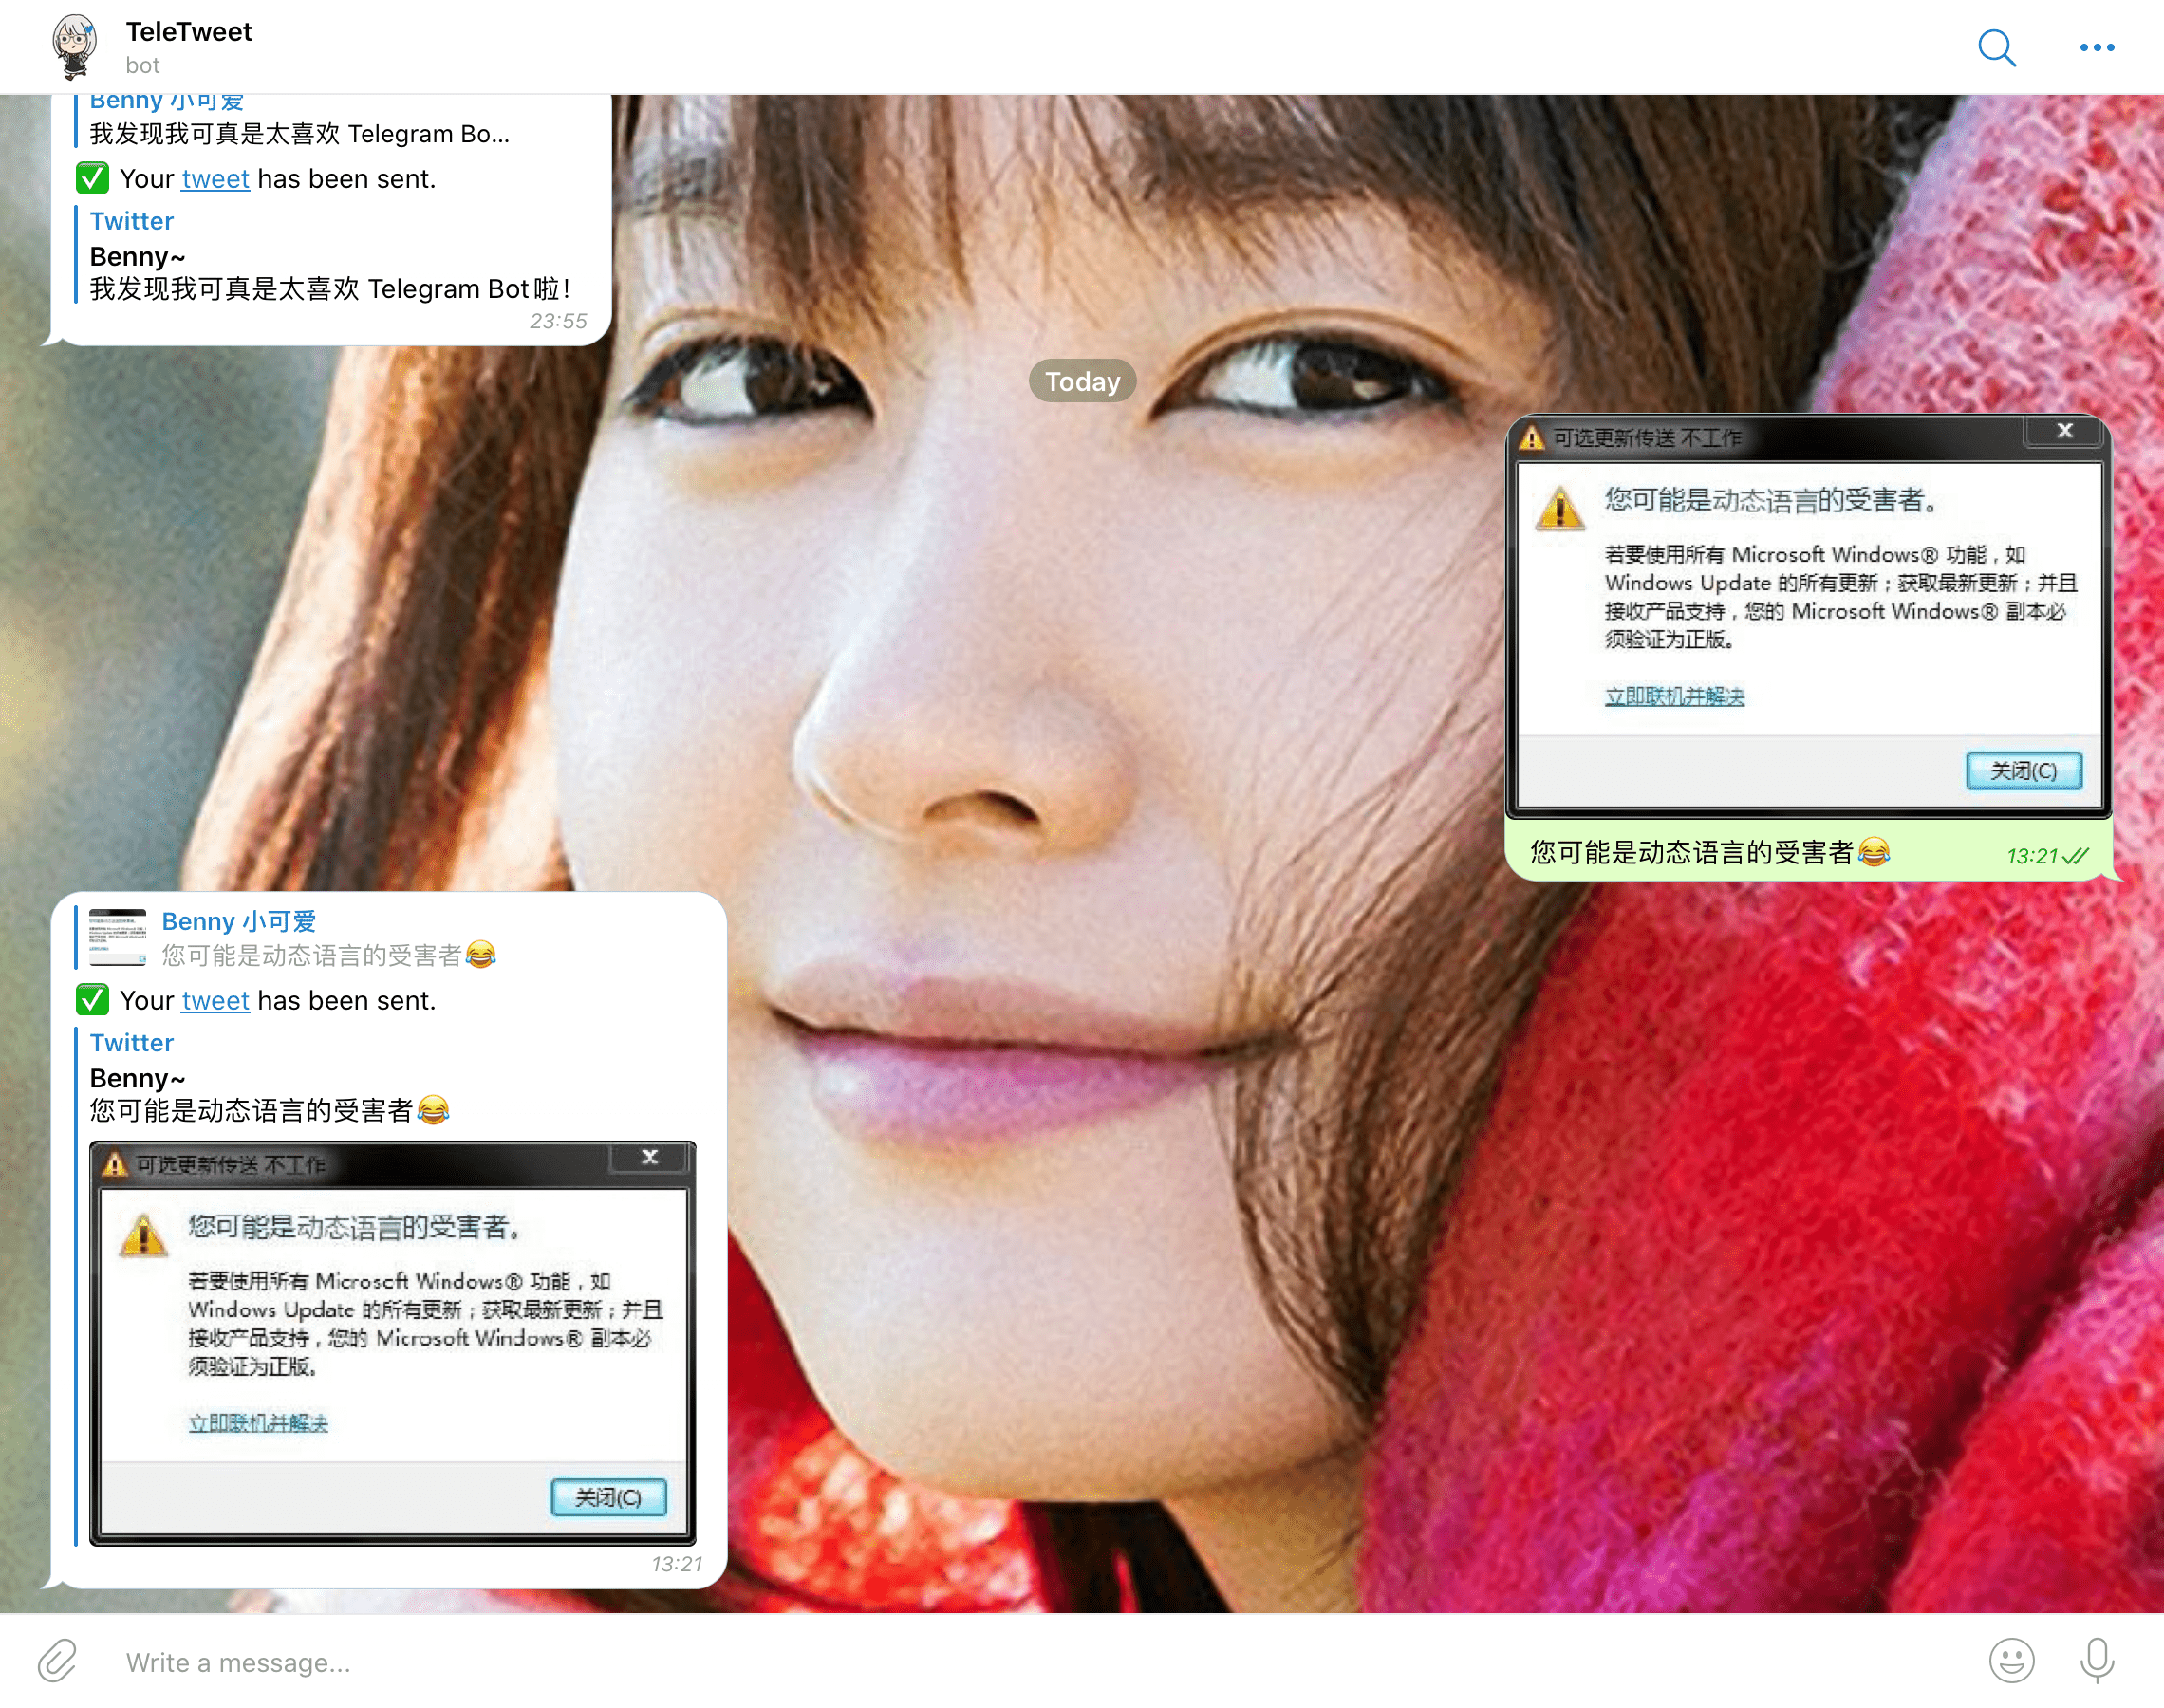 TeleTweet
bot
Benny 小可爱
我发现我可真是太喜欢 Telegram Bo...
✅ Your tweet has been sent.
Twitter
Benny~
我发现我可真是太喜欢 Telegram Bot啦！
23:55
Today
可选更新传送 不工作
您可能是动态语言的受害者。
若要使用所有 Microsoft Windows® 功能，如
Windows Update 的所有更新；获取最新更新；并且
接收产品支持，您的 Microsoft Windows® 副本必
须验证为正版。
立即联机并解决
关闭(C)
您可能是动态语言的受害者😂
13:21
Benny 小可爱
您可能是动态语言的受害者😂
✅ Your tweet has been sent.
Twitter
Benny~
您可能是动态语言的受害者😂
可选更新传送 不工作
您可能是动态语言的受害者。
若要使用所有 Microsoft Windows® 功能，如
Windows Update 的所有更新；获取最新更新；并且
接收产品支持，您的 Microsoft Windows® 副本必
须验证为正版。
立即联机并解决
关闭(C)
13:21
Write a message...